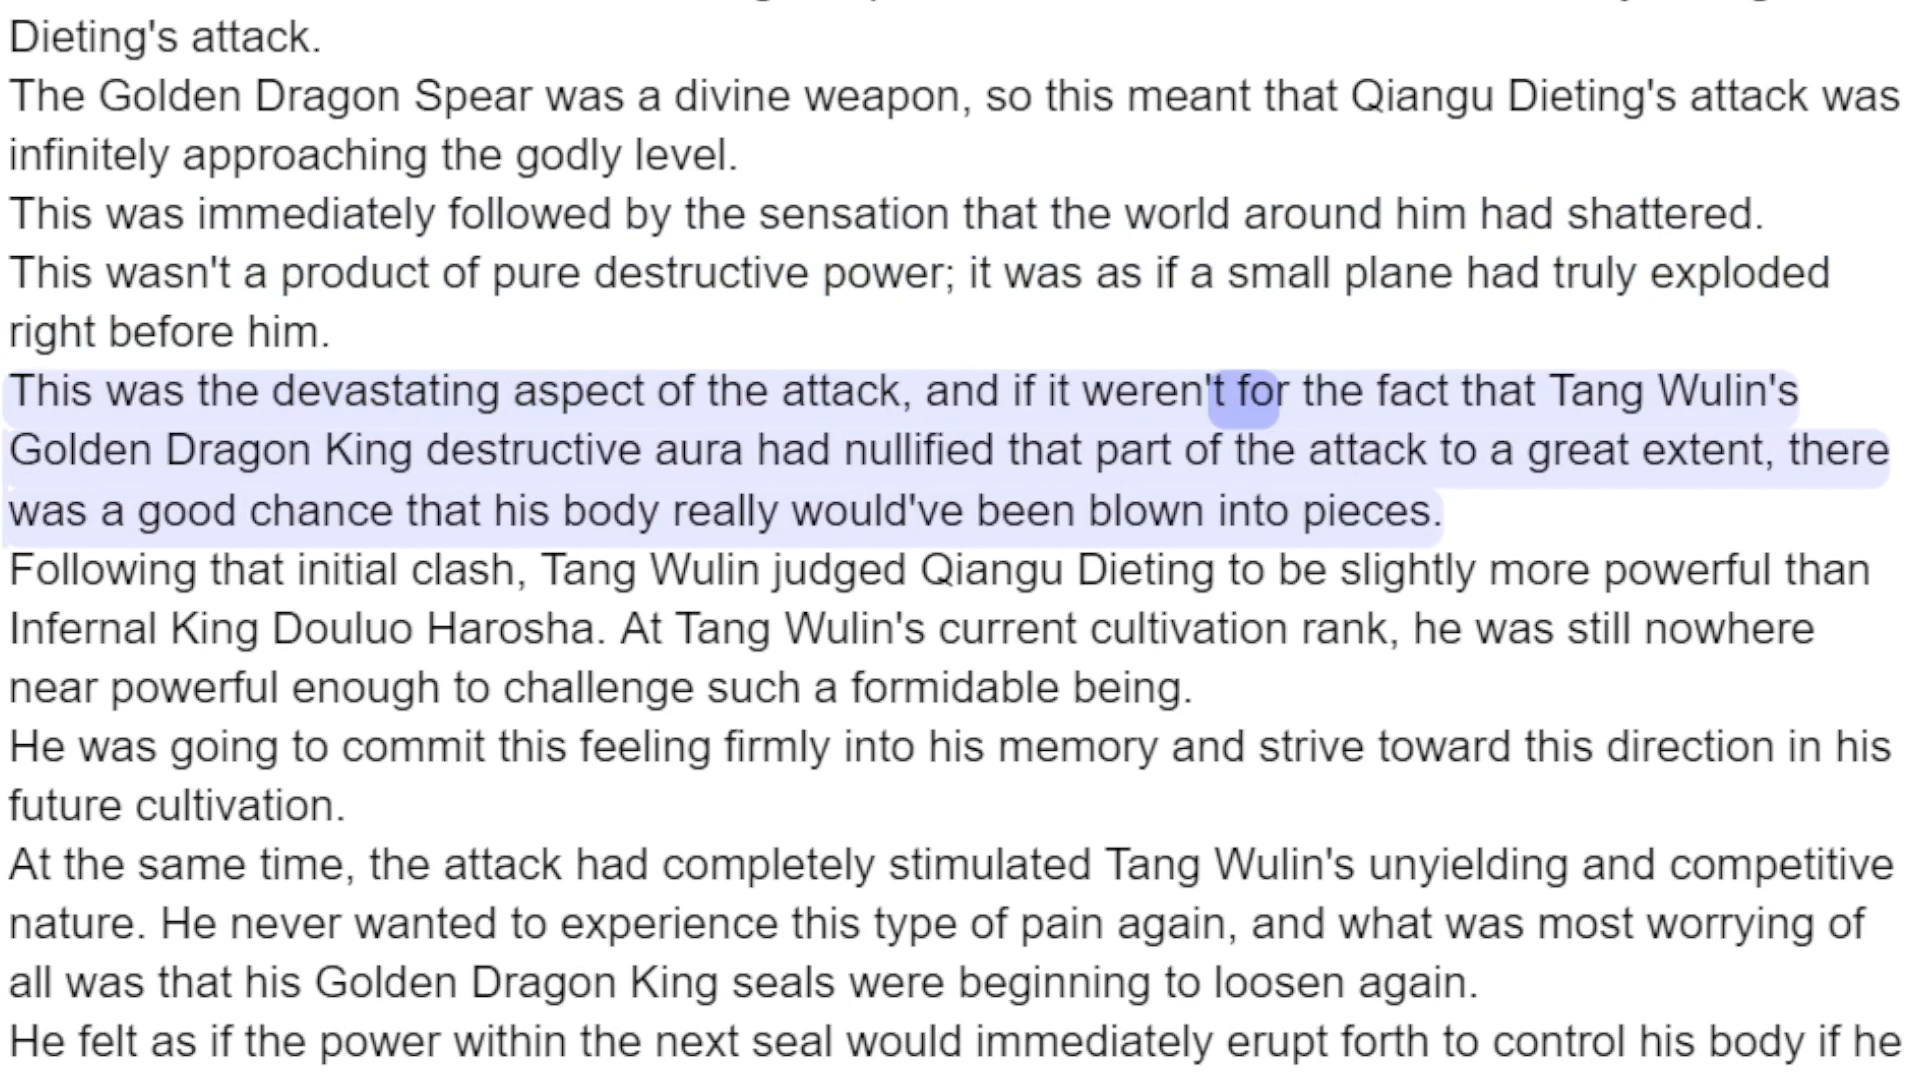 Dieting's attack.
The Golden Dragon Spear was a divine weapon, so this meant that Qiangu Dieting's attack was
infinitely approaching the godly level.
This was immediately followed by the sensation that the world around him had shattered.
This wasn't a product of pure destructive power; it was as if a small plane had truly exploded
right before him.
This was the devastating aspect of the attack, and if it weren't for the fact that Tang Wulin's
Golden Dragon King destructive aura had nullified that part of the attack to a great extent, there
was a good chance that his body really would've been blown into pieces.
Following that initial clash, Tang Wulin judged Qiangu Dieting to be slightly more powerful than
Infernal King Douluo Harosha. At Tang Wulin's current cultivation rank, he was still nowhere
near powerful enough to challenge such a formidable being.
He was going to commit this feeling firmly into his memory and strive toward this direction in his
future cultivation.
At the same time, the attack had completely stimulated Tang Wulin's unyielding and competitive
nature. He never wanted to experience this type of pain again, and what was most worrying of
all was that his Golden Dragon King seals were beginning to loosen again.
He felt as if the power within the next seal would immediately erupt forth to control his body if he